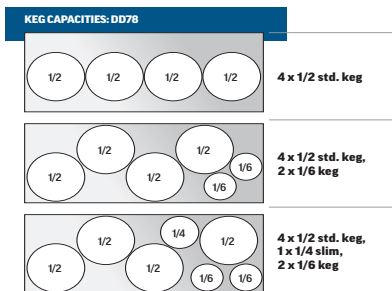 KEG CAPACITIES: DD78
1/2 1/2 1/2 1/2
4 x 1/2 std. keg
1/2 1/2 1/2 1/2 1/6 1/6
4 x 1/2 std. keg,
2 x 1/6 keg
1/2 1/2 1/2 1/4 1/2 1/6 1/6
4 x 1/2 std. keg,
1 x 1/4 slim,
2 x 1/6 keg